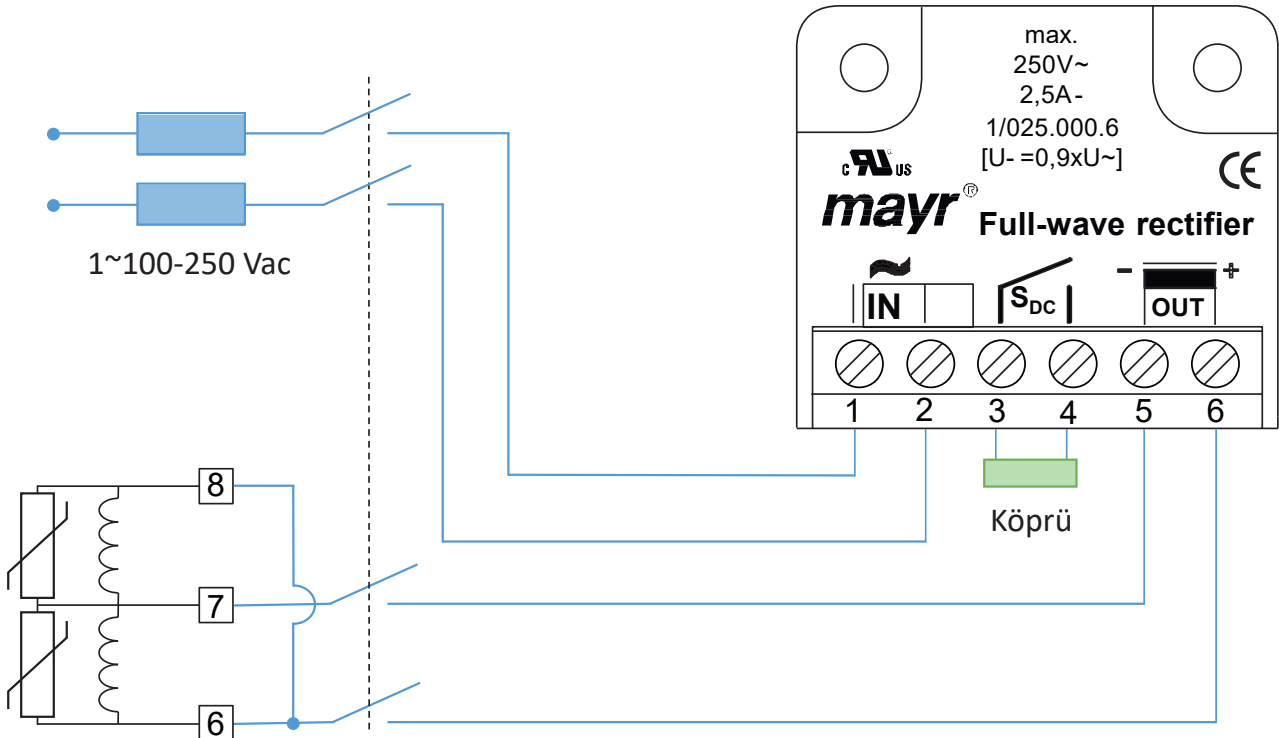 max.
250V~
2,5A-
1/025.000.6
[U- =0,9xU~]
c RU US
CE
mayr®
Full-wave rectifier
~
- +
IN
SDC
OUT
1 2 3 4 5 6
Köprü
1~100-250 Vac
8
7
6